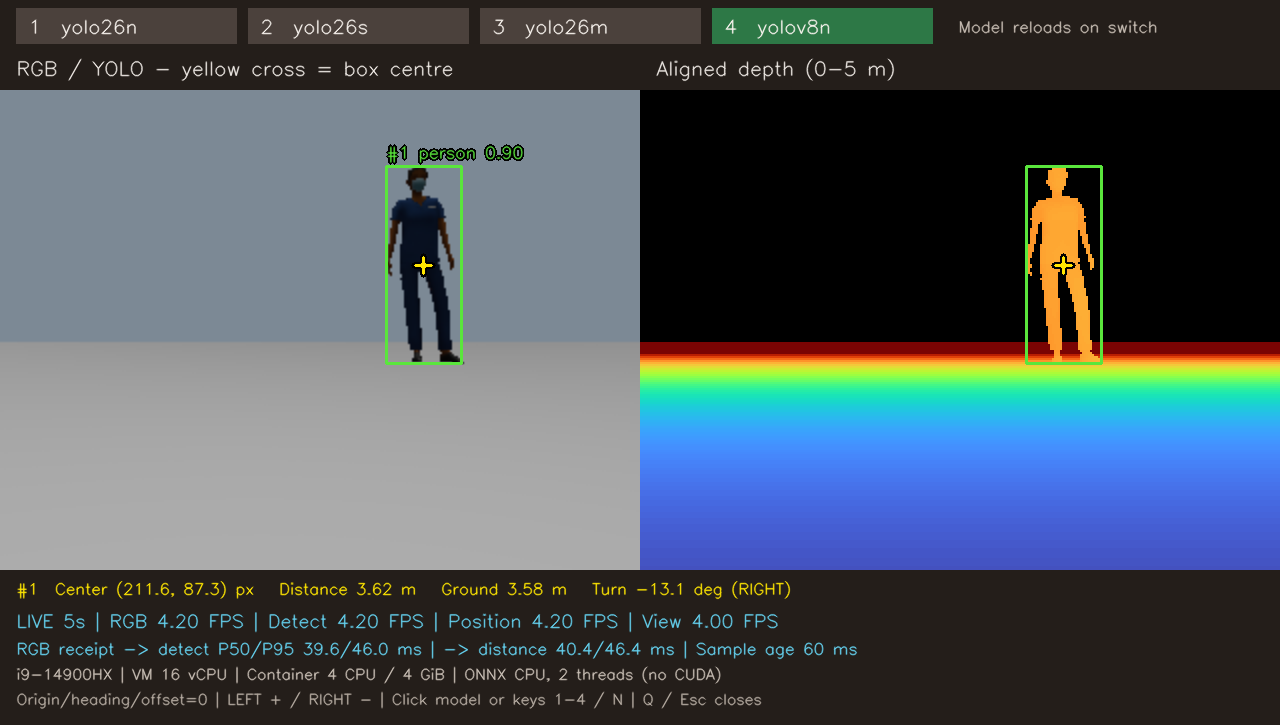 1 yolo26n 2 yolo26s 3 yolo26m 4 yolov8n Model reloads on switch
RGB / YOLO - yellow cross = box centre
Aligned depth (0-5 m)
#1 person 0.90
#1 Center (211.6, 87.3) px Distance 3.62 m Ground 3.58 m Turn -13.1 deg (RIGHT)
LIVE 5s | RGB 4.20 FPS | Detect 4.20 FPS | Position 4.20 FPS | View 4.00 FPS
RGB receipt -> detect P50/P95 39.6/46.0 ms | -> distance 40.4/46.4 ms | Sample age 60 ms
i9-14900HX | VM 16 vCPU | Container 4 CPU / 4 GiB | ONNX CPU, 2 threads (no CUDA)
Origin/heading/offset=0 | LEFT + / RIGHT - | Click model or keys 1-4 / N | Q / Esc closes